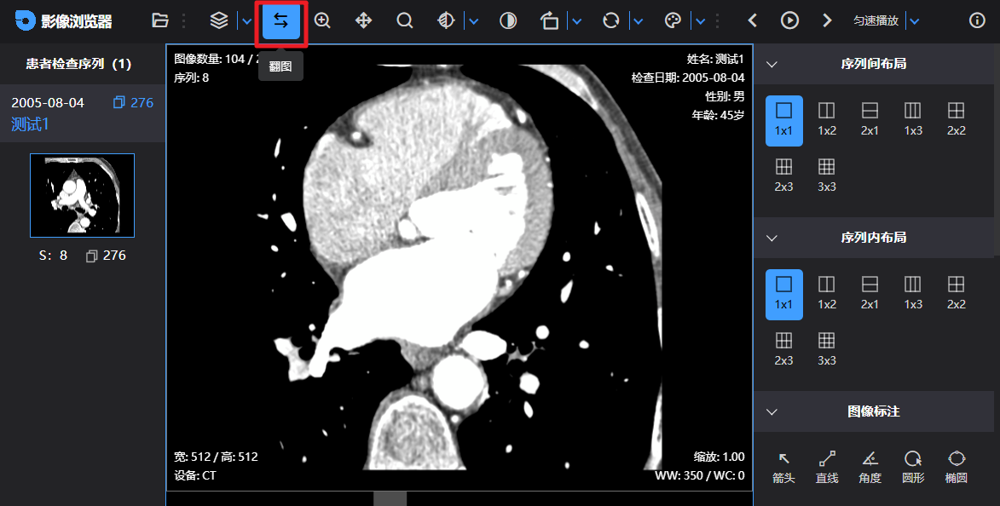 影像浏览器
匀速播放
患者检查序列 (1)
2005-08-04 276
测试1
S: 8 276
图像数量: 104 / 2
序列: 8
翻图
姓名: 测试1
检查日期: 2005-08-04
性别: 男
年龄: 45岁
宽: 512 / 高: 512
设备: CT
缩放: 1.00
WW: 350 / WC: 0
序列间布局
1x1 1x2 2x1 1x3 2x2
2x3 3x3
序列内布局
1x1 1x2 2x1 1x3 2x2
2x3 3x3
图像标注
箭头 直线 角度 圆形 椭圆